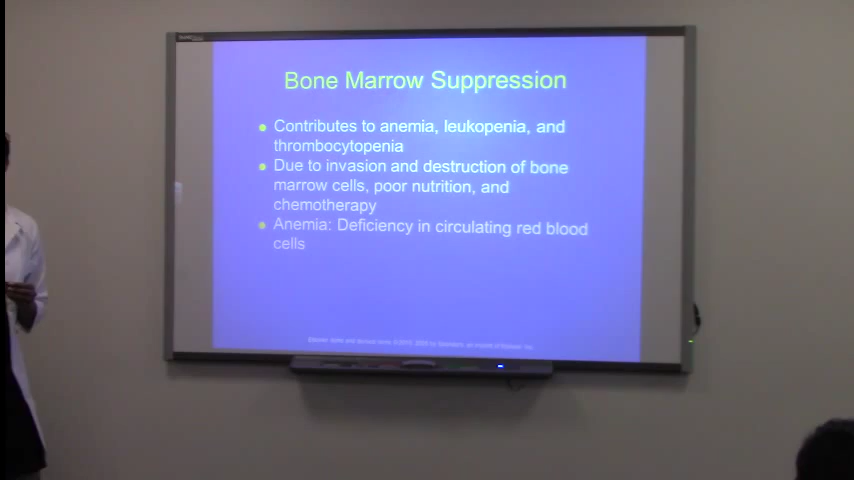 Bone Marrow Suppression
Contributes to anemia, leukopenia, and
thrombocytopenia
Due to invasion and destruction of bone
marrow cells, poor nutrition, and
chemotherapy
Anemia: Deficiency in circulating red blood
cells